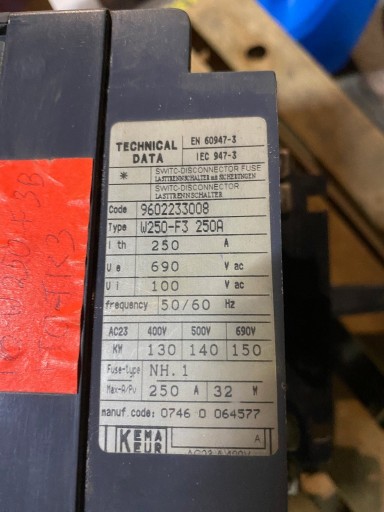 TECHNICAL DATA
EN 60947-3
IEC 947-3
* SWITC-DISCONNECTOR FUSE
LASTTRENNSCHALTER mit SICHERUNGEN
SWITC-DISCONNECTOR
LASTTRENNSCHALTER
Code 9602233008
Type W250-F3 250A
I th 250 A
U e 690 V ac
U i 100 V ac
frequency 50/60 Hz
AC23 400V 500V 690V
KW 130 140 150
Fuse-type NH.1
Max-A/Pv 250 A 32 W
manuf.code: 0746 0 064577
KEMA
KEUR
A